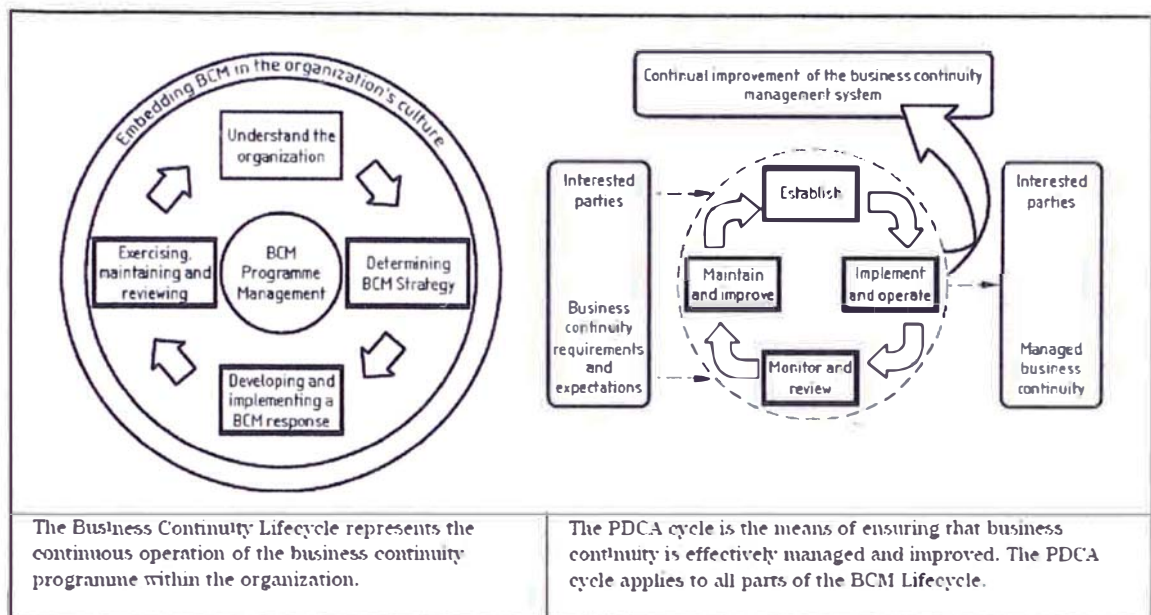 Embedding BCM in the organization's culture
Understand the
organization
Exercising,
maintaining and
reviewing
BCM
Programme
Management
Determining
BCM Strategy
Developing and
implementing a
BCM response
Continual improvement of the business continuity
management system
Interested
parties
Business
continuity
requirements
and
expectations
Establish
Maintain
and improve
Implement
and operate
Monitor and
review
Interested
parties
Managed
business
continuity
The Business Continuity Lifecycle represents the
continuous operation of the business continuity
programme within the organization.
The PDCA cycle is the means of ensuring that business
continuity is effectively managed and improved. The PDCA
cycle applies to all parts of the BCM Lifecycle.